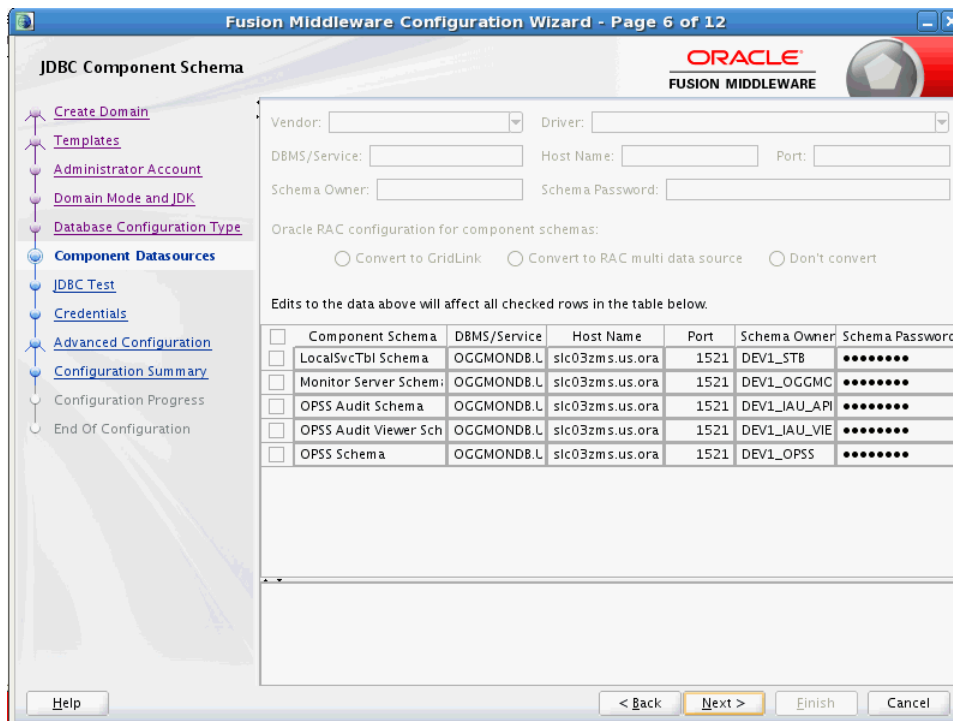 Fusion Middleware Configuration Wizard - Page 6 of 12
JDBC Component Schema
ORACLE
FUSION MIDDLEWARE
Create Domain
Templates
Administrator Account
Domain Mode and JDK
Database Configuration Type
Component Datasources
JDBC Test
Credentials
Advanced Configuration
Configuration Summary
Configuration Progress
End Of Configuration
Vendor: Driver:
DBMS/Service: Host Name: Port:
Schema Owner: Schema Password:
Oracle RAC configuration for component schemas:
Convert to GridLink Convert to RAC multi data source Don't convert
Edits to the data above will affect all checked rows in the table below.
Component Schema DBMS/Service Host Name Port Schema Owner Schema Password
LocalSvcTbl Schema OGGMONDB.U slc03zms.us.ora 1521 DEV1_STB ●●●●●●●●
Monitor Server Schem OGGMONDB.U slc03zms.us.ora 1521 DEV1_OGGMC ●●●●●●●●
OPSS Audit Schema OGGMONDB.U slc03zms.us.ora 1521 DEV1_IAU_API ●●●●●●●●
OPSS Audit Viewer Sch OGGMONDB.U slc03zms.us.ora 1521 DEV1_IAU_VIE ●●●●●●●●
OPSS Schema OGGMONDB.U slc03zms.us.ora 1521 DEV1_OPSS ●●●●●●●●
Help < Back Next > Finish Cancel